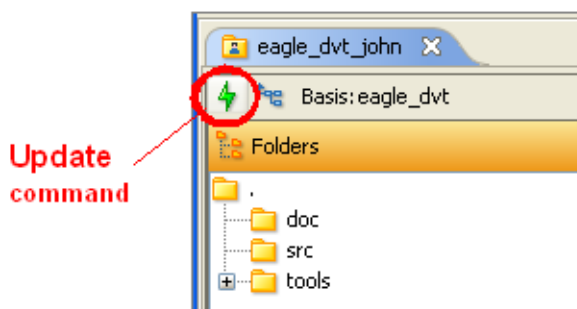 eagle_dvt_john
Basis: eagle_dvt
Update
command
Folders
.
doc
src
tools